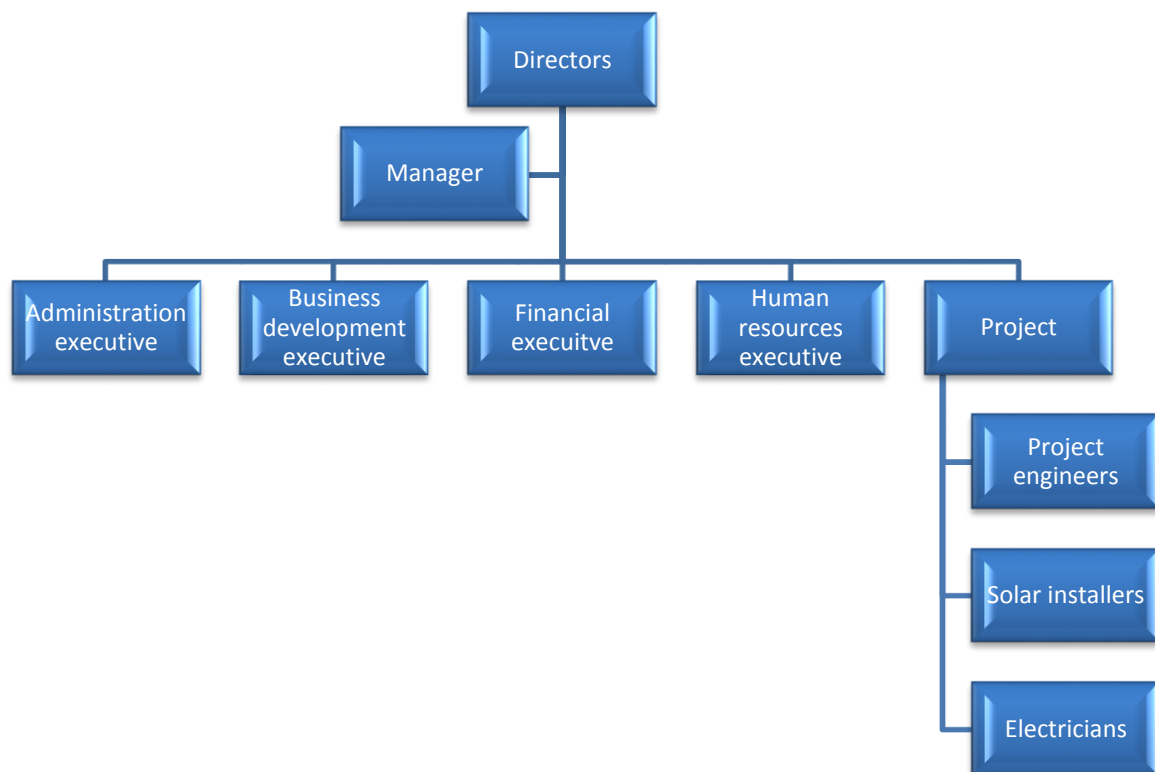 Directors
Manager
Administration
executive
Business
development
executive
Financial
execuitve
Human
resources
executive
Project
Project
engineers
Solar installers
Electricians